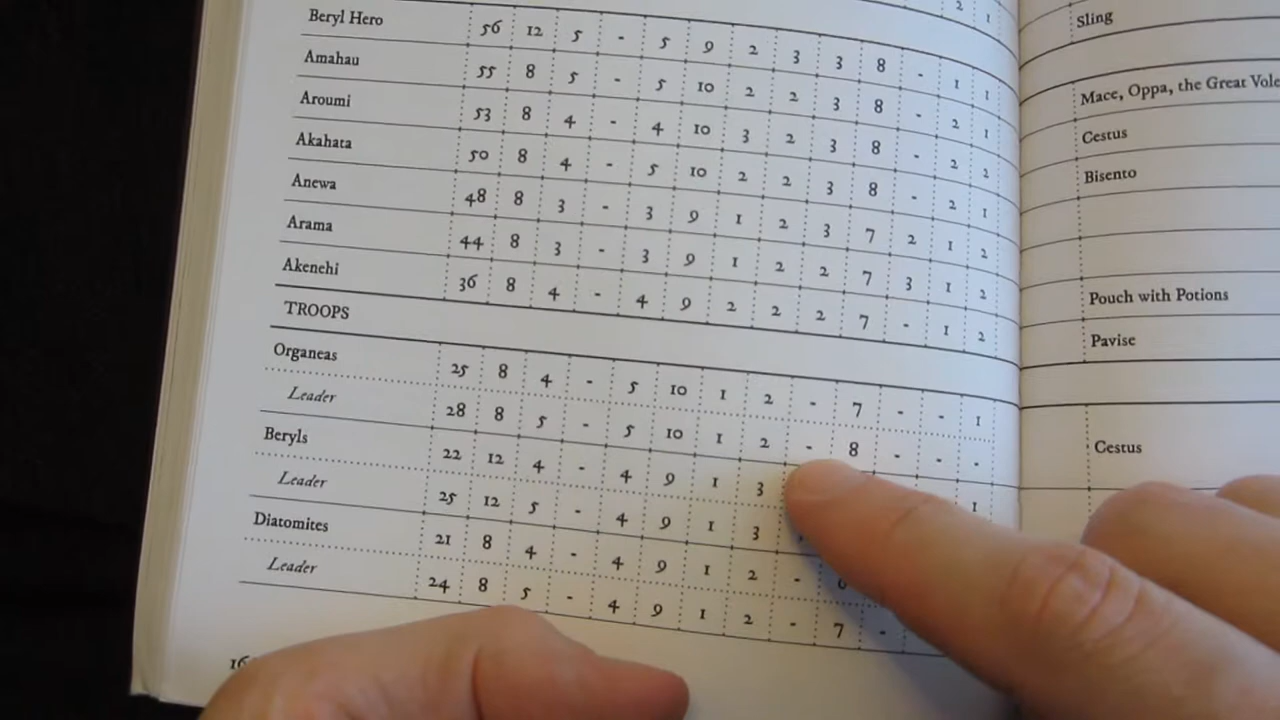 2 1
Beryl Hero 56 12 5 - 5 9 2 3 3 8 - 1 1
Amahau 55 8 5 - 5 10 2 2 3 8 - 2 1
Aroumi 53 8 4 - 4 10 3 2 3 8 - 2 2
Akahata 50 8 4 - 5 10 2 2 3 8 - 2 1
Anewa 48 8 3 - 3 9 1 2 3 7 2 1 2
Arama 44 8 3 - 3 9 1 2 2 7 3 1 2
Akenehi 36 8 4 - 4 9 2 2 2 7 - 1 2
TROOPS
Organeas 25 8 4 - 5 10 1 2 - 7 - - 1
Leader 28 8 5 - 5 10 1 2 - 8 - - -
Beryls 22 12 4 - 4 9 1 3 1
Leader 25 12 5 - 4 9 1 3
Diatomites 21 8 4 - 4 9 1 2 -
Leader 24 8 5 - 4 9 1 2 - 7 -
Sling
Mace, Oppa, the Great Vole
Cestus
Bisento
Pouch with Potions
Pavise
Cestus